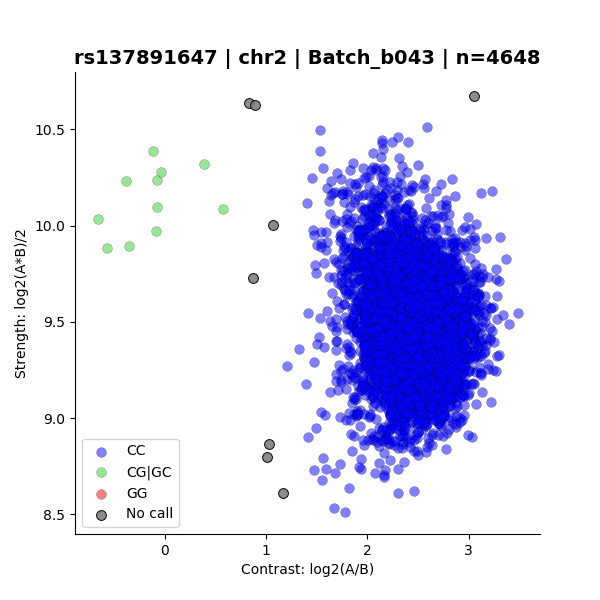 rs137891647 | chr2 | Batch_b043 | n=4648
Strength: log2(A*B)/2
10.5
10.0
9.5
9.0
8.5
CC
CG|GC
GG
No call
0 1 2 3
Contrast: log2(A/B)